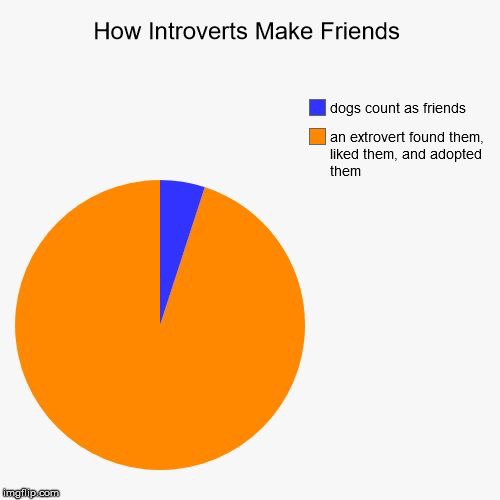 How Introverts Make Friends
dogs count as friends
an extrovert found them,
liked them, and adopted
them
imgflip.com